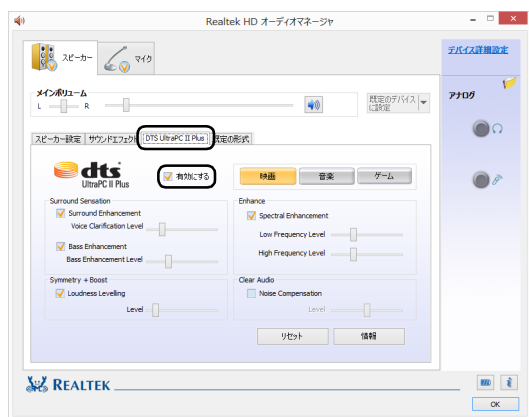 Realtek HD オーディオマネージャ
スピーカー
マイク
デバイス詳細設定
メインボリューム
L R
既定のデバイスに設定
アナログ
スピーカー設定 サウンドエフェクト DTS UltraPC II Plus 既定の形式
dts
UltraPC II Plus
有効にする
映画 音楽 ゲーム
Surround Sensation
Surround Enhancement
Voice Clarification Level
Bass Enhancement
Bass Enhancement Level
Enhance
Spectral Enhancement
Low Frequency Level
High Frequency Level
Symmetry + Boost
Loudness Levelling
Level
Clear Audio
Noise Compensation
Level
リセット 情報
REALTEK
OK